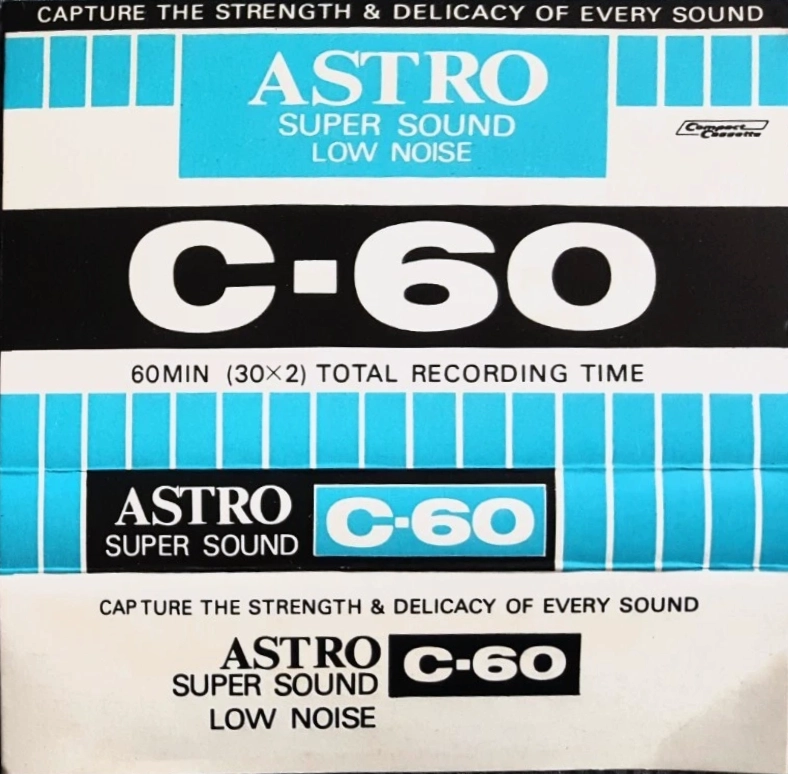 CAPTURE THE STRENGTH & DELICACY OF EVERY SOUND
ASTRO
SUPER SOUND
LOW NOISE
Compact
Cassette
C-60
60MIN (30×2) TOTAL RECORDING TIME
ASTRO
SUPER SOUND
C-60
CAPTURE THE STRENGTH & DELICACY OF EVERY SOUND
ASTRO
SUPER SOUND
LOW NOISE
C-60